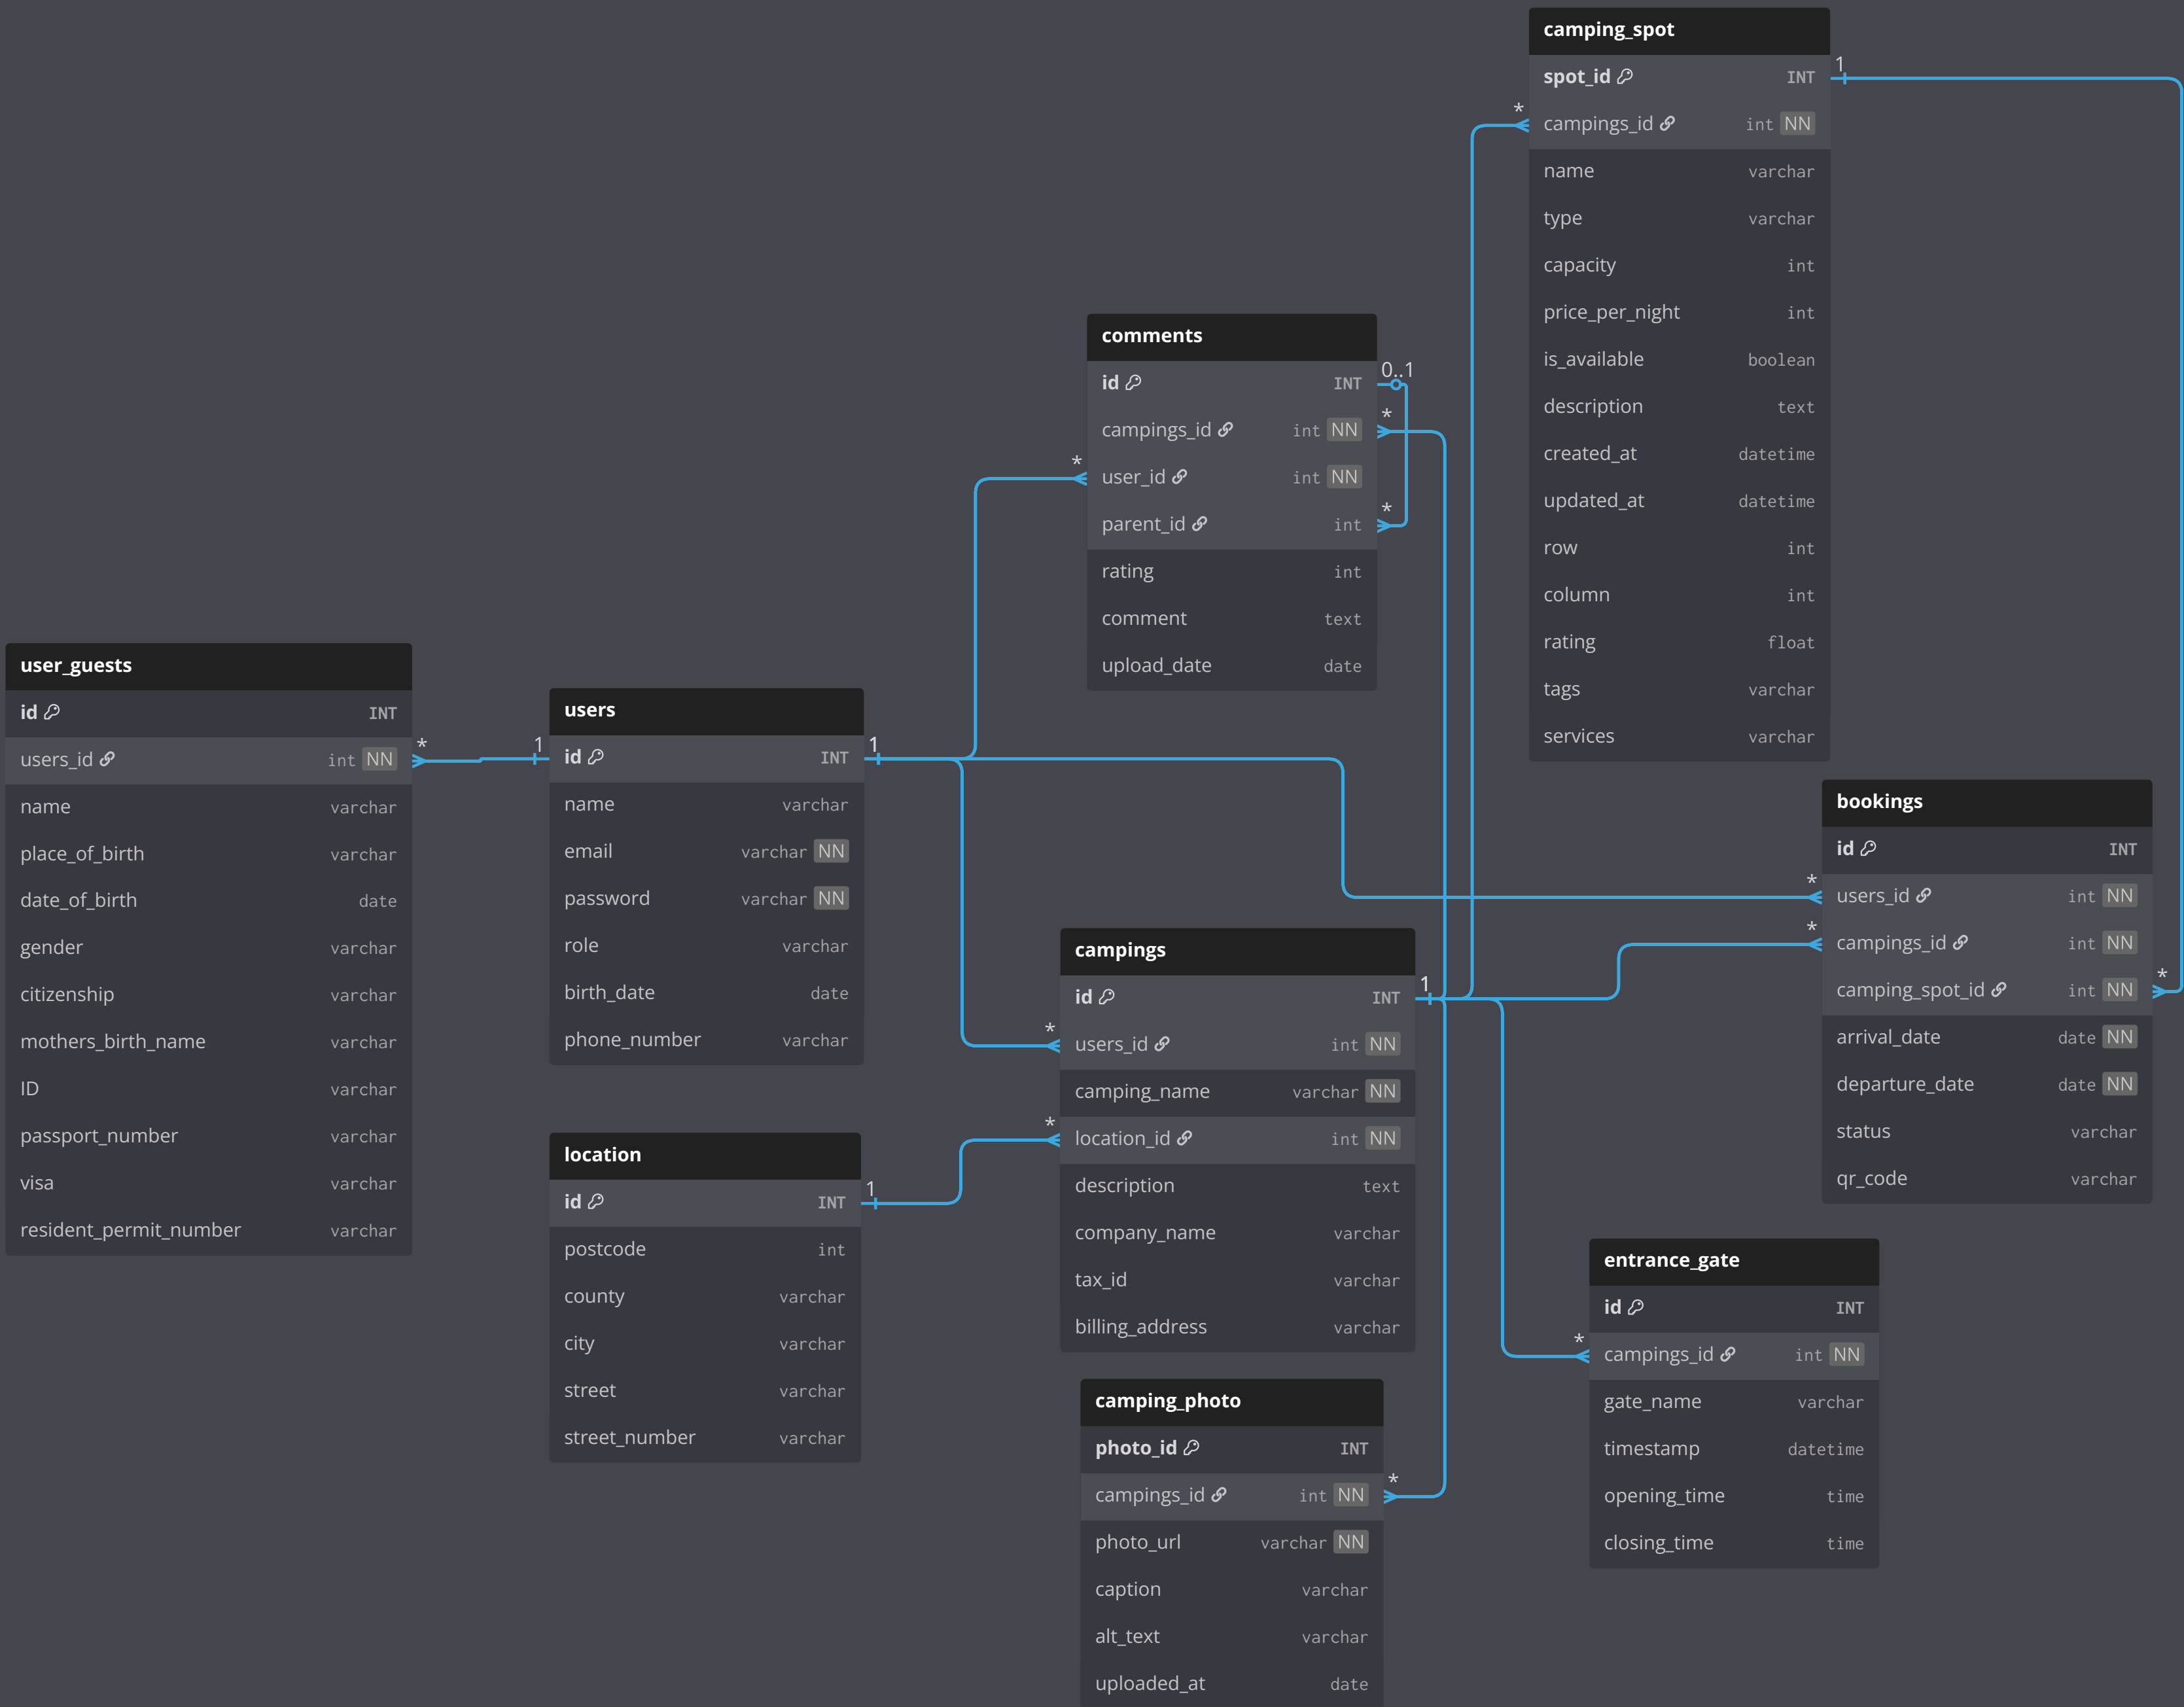 camping_spot
spot_id INT
campings_id int NN
name varchar
type varchar
capacity int
price_per_night int
is_available boolean
description text
created_at datetime
updated_at datetime
row int
column int
rating float
tags varchar
services varchar
1
*
comments
id INT
campings_id int NN
user_id int NN
parent_id int
rating int
comment text
upload_date date
0..1
*
*
*
user_guests
id INT
users_id int NN
name varchar
place_of_birth varchar
date_of_birth date
gender varchar
citizenship varchar
mothers_birth_name varchar
ID varchar
passport_number varchar
visa varchar
resident_permit_number varchar
*
1
users
id INT
name varchar
email varchar NN
password varchar NN
role varchar
birth_date date
phone_number varchar
1
bookings
id INT
users_id int NN
campings_id int NN
camping_spot_id int NN
arrival_date date NN
departure_date date NN
status varchar
qr_code varchar
*
*
*
campings
id INT
users_id int NN
camping_name varchar NN
location_id int NN
description text
company_name varchar
tax_id varchar
billing_address varchar
1
*
*
location
id INT
postcode int
county varchar
city varchar
street varchar
street_number varchar
1
entrance_gate
id INT
campings_id int NN
gate_name varchar
timestamp datetime
opening_time time
closing_time time
*
camping_photo
photo_id INT
campings_id int NN
photo_url varchar NN
caption varchar
alt_text varchar
uploaded_at date
*